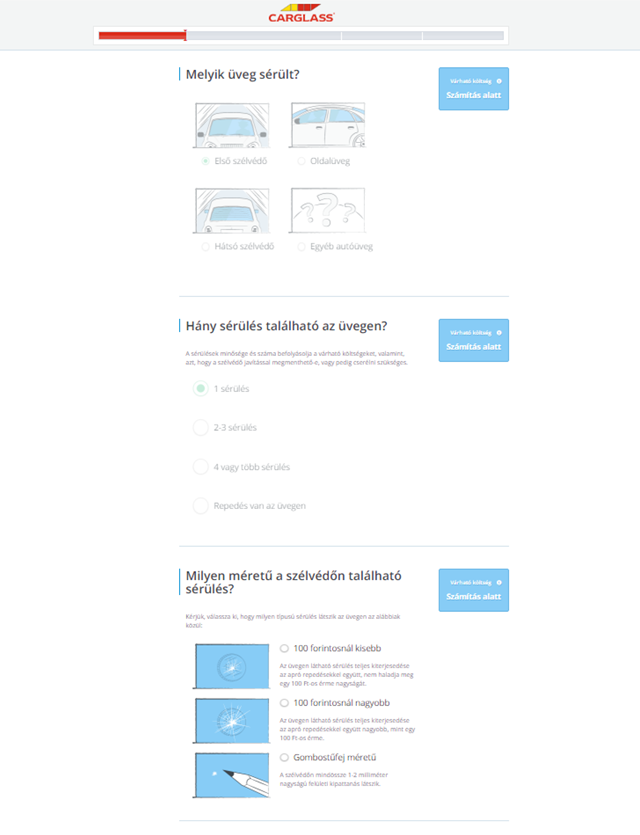 CARGLASS
Melyik üveg sérült?
Várható költség
Számítás alatt
Első szélvédő
Oldalüveg
Hátsó szélvédő
Egyéb autóüveg
Hány sérülés található az üvegen?
Várható költség
Számítás alatt
A sérülések minősége és száma befolyásolja a várható költségeket, valamint,
azt, hogy a szélvédő javítással megmenthető-e, vagy pedig cserélni szükséges.
1 sérülés
2-3 sérülés
4 vagy több sérülés
Repedés van az üvegen
Milyen méretű a szélvédőn található
sérülés?
Várható költség
Számítás alatt
Kérjük, válassza ki, hogy milyen típusú sérülés látszik az üvegen az alábbiak
közül:
100 forintosnál kisebb
Az üvegen látható sérülés teljes kiterjesedése
az apró repedésekkel együtt, nem haladja meg
egy 100 Ft-os érme nagyságát.
100 forintosnál nagyobb
Az üvegen látható sérülés teljes kiterjesedése
az apró repedésekkel együtt nagyobb, mint egy
100 Ft-os érme.
Gombostűfej méretű
A szélvédőn mindössze 1-2 milliméter
nagyságú felületi kipattanás látszik.